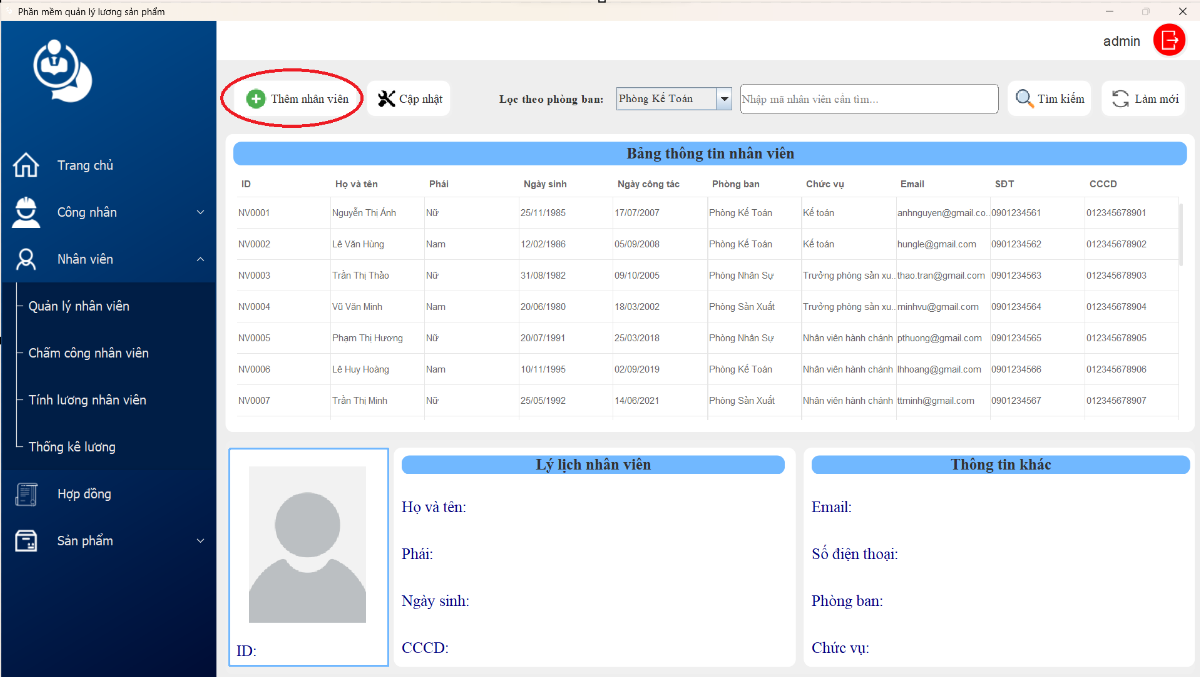 Phần mềm quản lý lương sản phẩm
admin
Thêm nhân viên
Cập nhật
Lọc theo phòng ban:
Phòng Kế Toán
Nhập mã nhân viên cần tìm...
Tìm kiếm
Làm mới
Trang chủ
Công nhân
Nhân viên
Quản lý nhân viên
Chấm công nhân viên
Tính lương nhân viên
Thống kê lương
Hợp đồng
Sản phẩm
Bảng thông tin nhân viên
ID Họ và tên Phái Ngày sinh Ngày công tác Phòng ban Chức vụ Email SĐT CCCD
NV0001 Nguyễn Thị Ánh Nữ 25/11/1985 17/07/2007 Phòng Kế Toán Kế toán anhnguyen@gmail.co... 0901234561 012345678901
NV0002 Lê Văn Hùng Nam 12/02/1986 05/09/2008 Phòng Kế Toán Kế toán hungle@gmail.com 0901234562 012345678902
NV0003 Trần Thị Thảo Nữ 31/08/1982 09/10/2005 Phòng Nhân Sự Trưởng phòng sản xu... thao.tran@gmail.com 0901234563 012345678903
NV0004 Vũ Văn Minh Nam 20/06/1980 18/03/2002 Phòng Sản Xuất Trưởng phòng sản xu... minhvu@gmail.com 0901234564 012345678904
NV0005 Phạm Thị Hương Nữ 20/07/1991 25/03/2018 Phòng Nhân Sự Nhân viên hành chánh pthuong@gmail.com 0901234565 012345678905
NV0006 Lê Huy Hoàng Nam 10/11/1995 02/09/2019 Phòng Kế Toán Nhân viên hành chánh lhhoang@gmail.com 0901234566 012345678906
NV0007 Trần Thị Minh Nữ 25/05/1992 14/06/2021 Phòng Sản Xuất Nhân viên hành chánh ttminh@gmail.com 0901234567 012345678907
ID:
Lý lịch nhân viên
Họ và tên:
Phái:
Ngày sinh:
CCCD:
Thông tin khác
Email:
Số điện thoại:
Phòng ban:
Chức vụ: